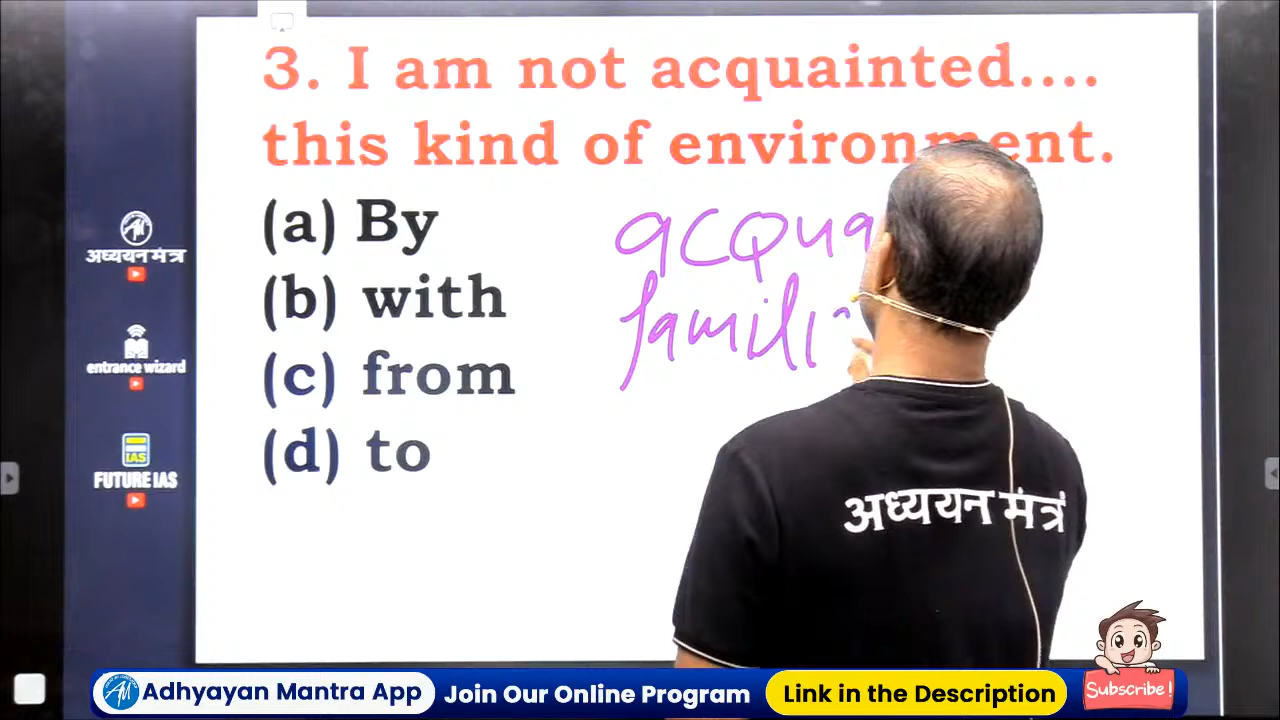 3. I am not acquainted....
this kind of environment.
(a) By
(b) with
(c) from
(d) to
अध्ययन मंत्र
entrance wizard
IAS
FUTURE IAS
अध्ययन मंत्र
Adhyayan Mantra App
Join Our Online Program
Link in the Description
Subscribe!